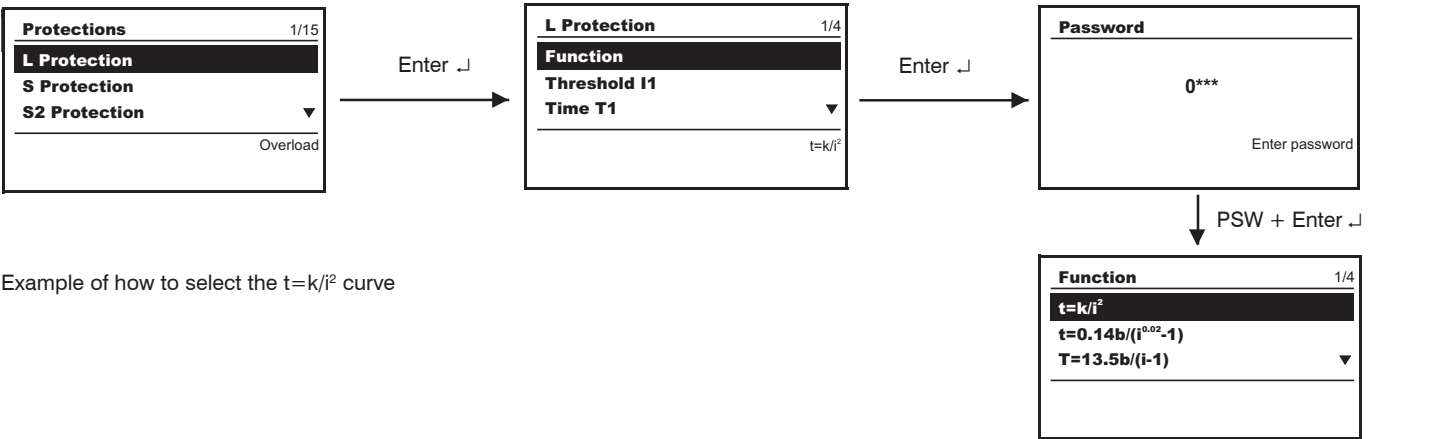 Protections 1/15
L Protection
S Protection
S2 Protection ▼
Overload
Enter ↵
L Protection 1/4
Function
Threshold I1
Time T1 ▼
t=k/i²
Enter ↵
Password
0***
Enter password
PSW + Enter ↵
Example of how to select the t=k/i² curve
Function 1/4
t=k/i²
t=0.14b/(i⁰·⁰²-1)
T=13.5b/(i-1) ▼